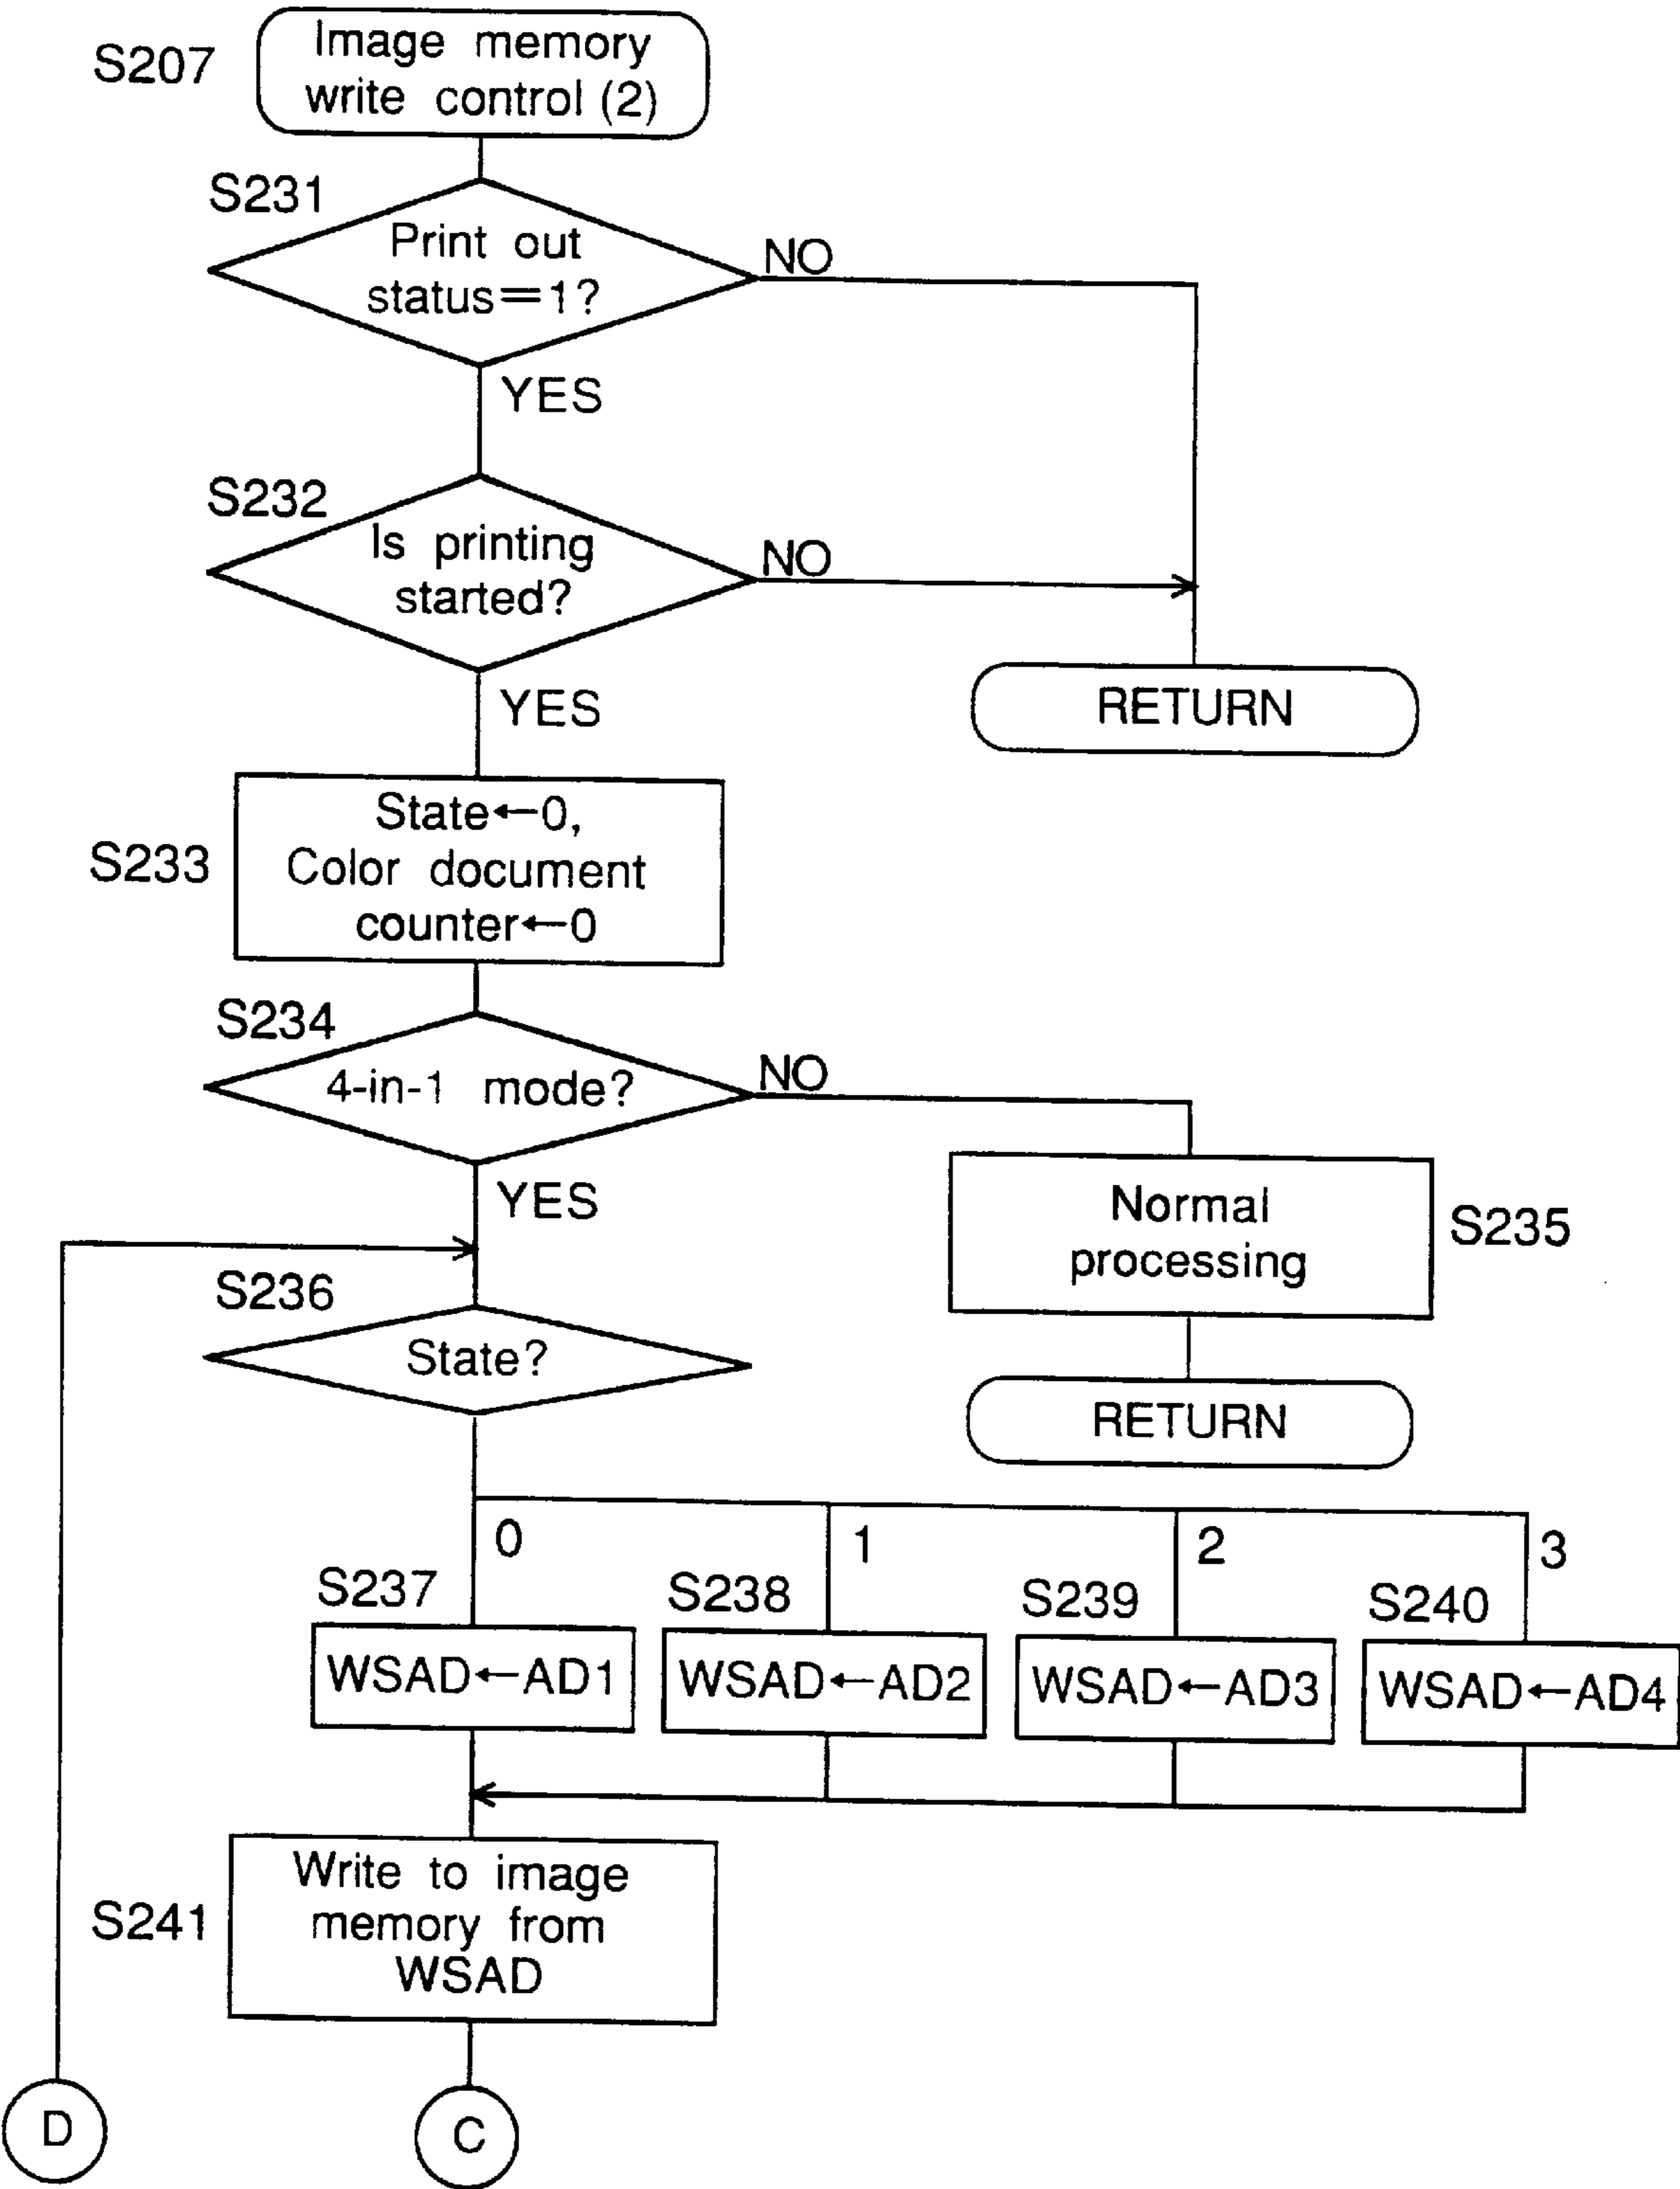 S207
Image memory
write control (2)
S231
Print out
status=1?
NO
YES
S232
Is printing
started?
NO
YES
RETURN
S233
State←0,
Color document
counter←0
S234
4-in-1 mode?
NO
YES
Normal
processing
S235
S236
State?
RETURN
0
1
2
3
S237
S238
S239
S240
WSAD←AD1
WSAD←AD2
WSAD←AD3
WSAD←AD4
S241
Write to image
memory from
WSAD
D
C